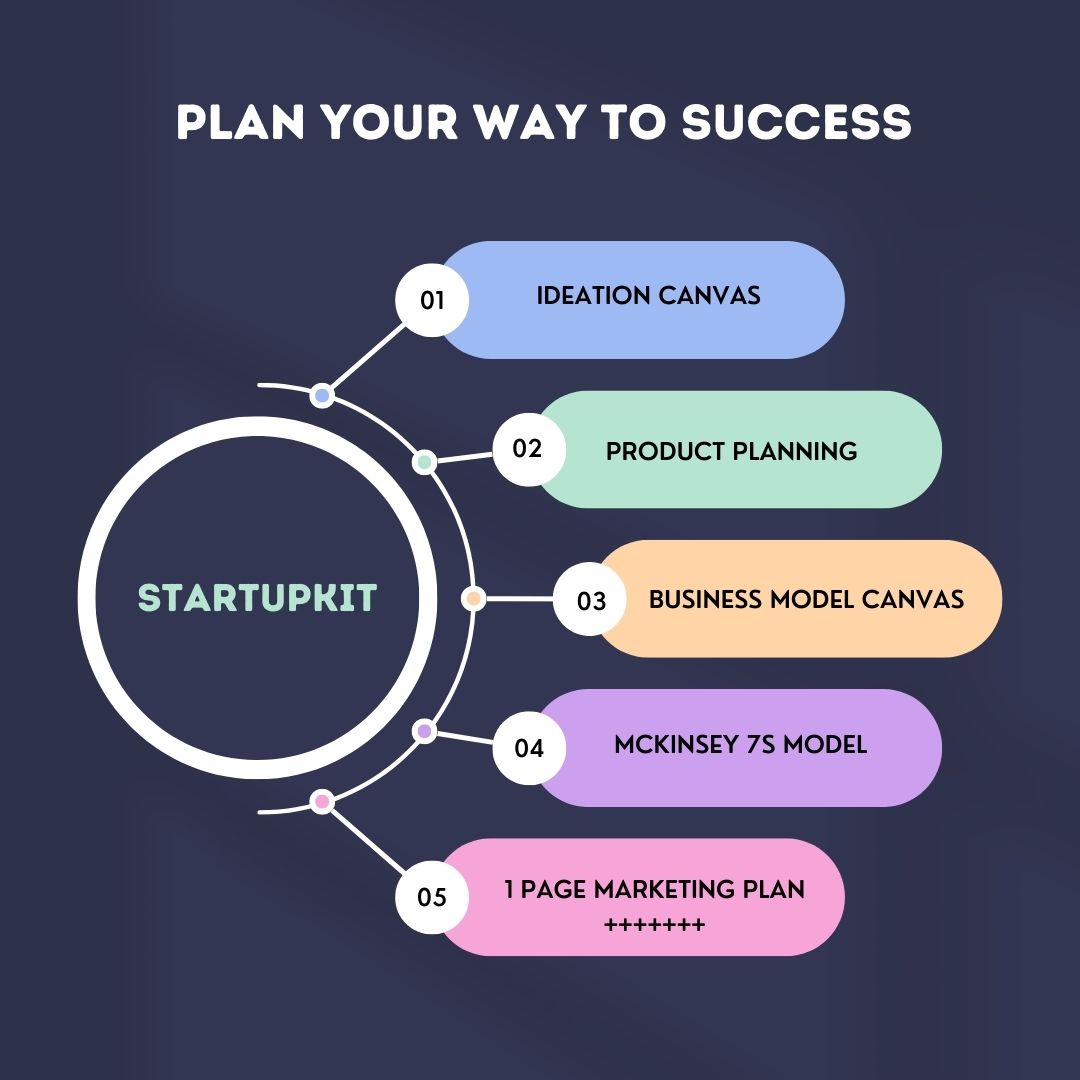 PLAN YOUR WAY TO SUCCESS
01
IDEATION CANVAS
02
PRODUCT PLANNING
STARTUPKIT
03
BUSINESS MODEL CANVAS
04
MCKINSEY 7S MODEL
05
1 PAGE MARKETING PLAN
+++++++